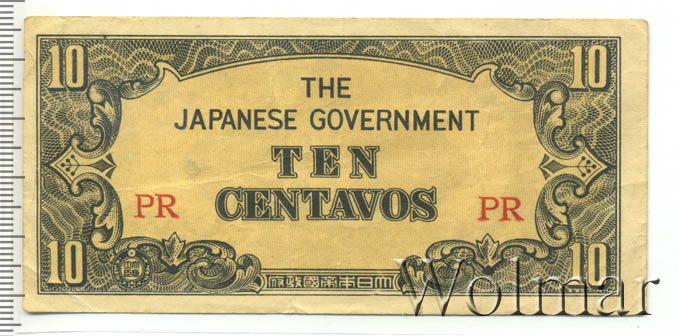 10 10
THE
JAPANESE GOVERNMENT
TEN
PR CENTAVOS PR
10 10
大日本帝國政府
Wolmar